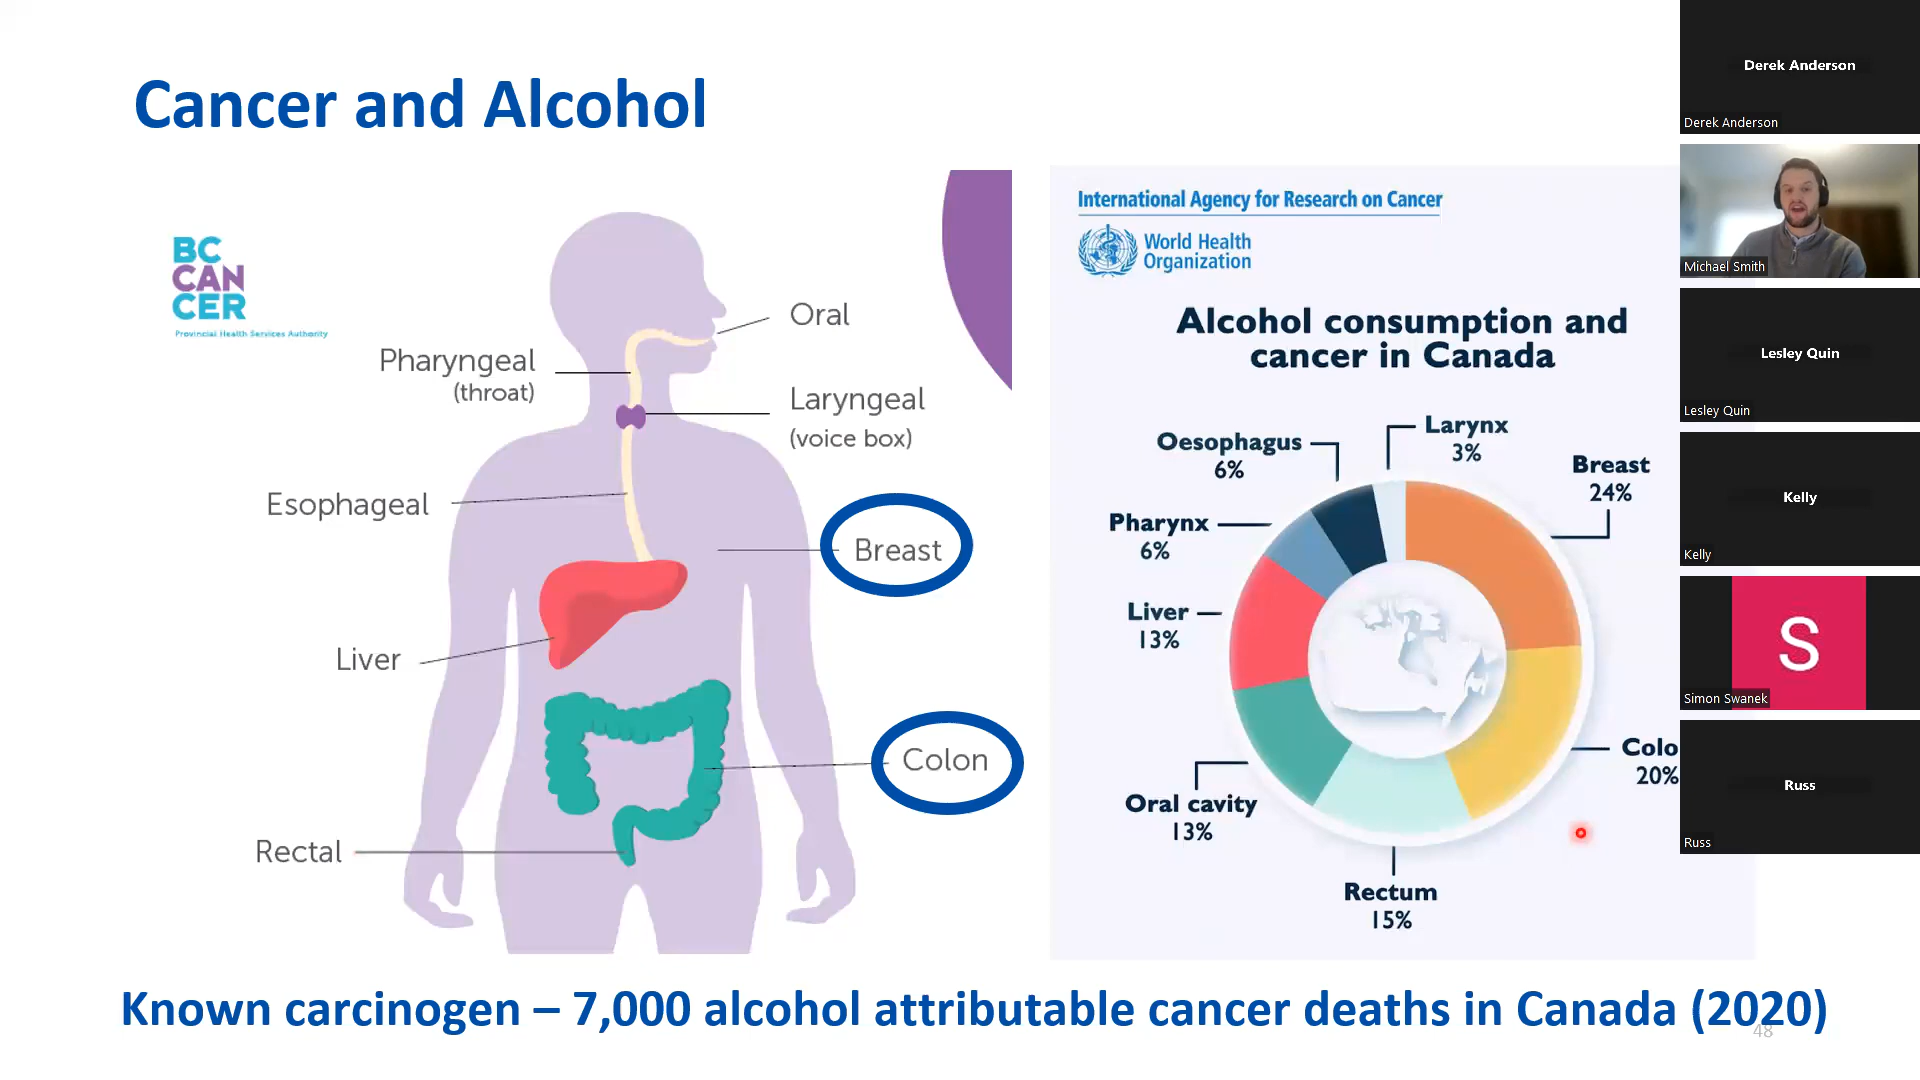 Cancer and Alcohol
BC
CAN
CER
Provincial Health Services Authority
Oral
Pharyngeal
(throat)
Laryngeal
(voice box)
Esophageal
Breast
Liver
Colon
Rectal
International Agency for Research on Cancer
World Health
Organization
Alcohol consumption and
cancer in Canada
Larynx
3%
Oesophagus
6%
Breast
24%
Pharynx
6%
Liver
13%
Colo
20%
Oral cavity
13%
Rectum
15%
Known carcinogen – 7,000 alcohol attributable cancer deaths in Canada (2020)
48
Derek Anderson
Derek Anderson
Michael Smith
Lesley Quin
Lesley Quin
Kelly
Kelly
S
Simon Swanek
Russ
Russ